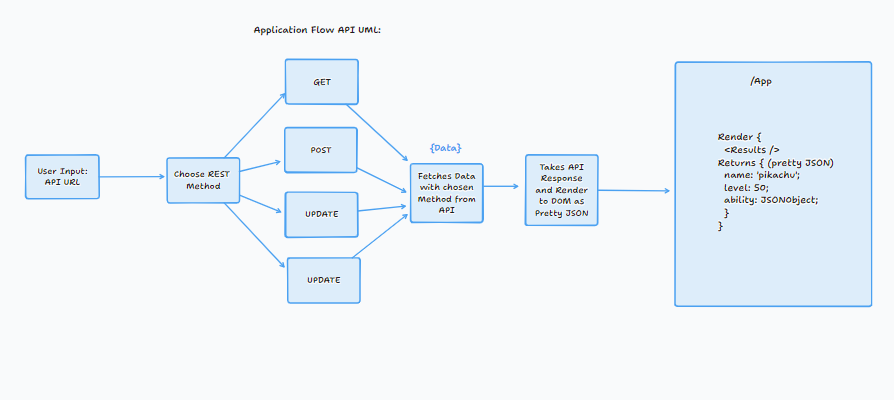 Application Flow API UML:
User Input:
API URL
Choose REST
Method
GET
POST
UPDATE
UPDATE
{Data}
Fetches Data
with chosen
Method from
API
Takes API
Response
and Render
to DOM as
Pretty JSON
/App
Render {
<Results />
Returns { (pretty JSON)
name: 'pikachu';
level: 50;
ability: JSONObject;
}
}